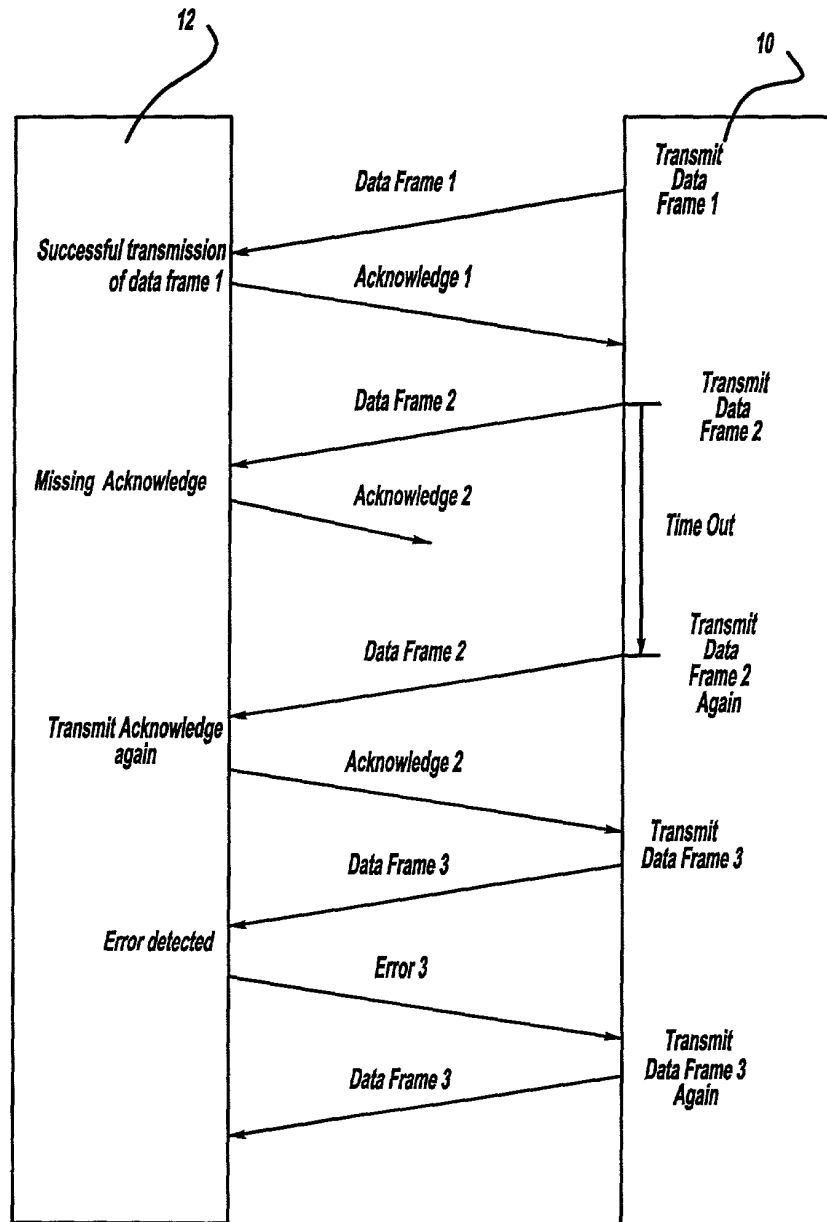 12
10
Transmit
Data
Frame 1
Data Frame 1
Successful transmission
of data frame 1
Acknowledge 1
Transmit
Data
Frame 2
Data Frame 2
Missing Acknowledge
Acknowledge 2
Time Out
Transmit
Data
Frame 2
Again
Data Frame 2
Transmit Acknowledge
again
Acknowledge 2
Transmit
Data Frame 3
Data Frame 3
Error detected
Error 3
Transmit
Data Frame 3
Again
Data Frame 3